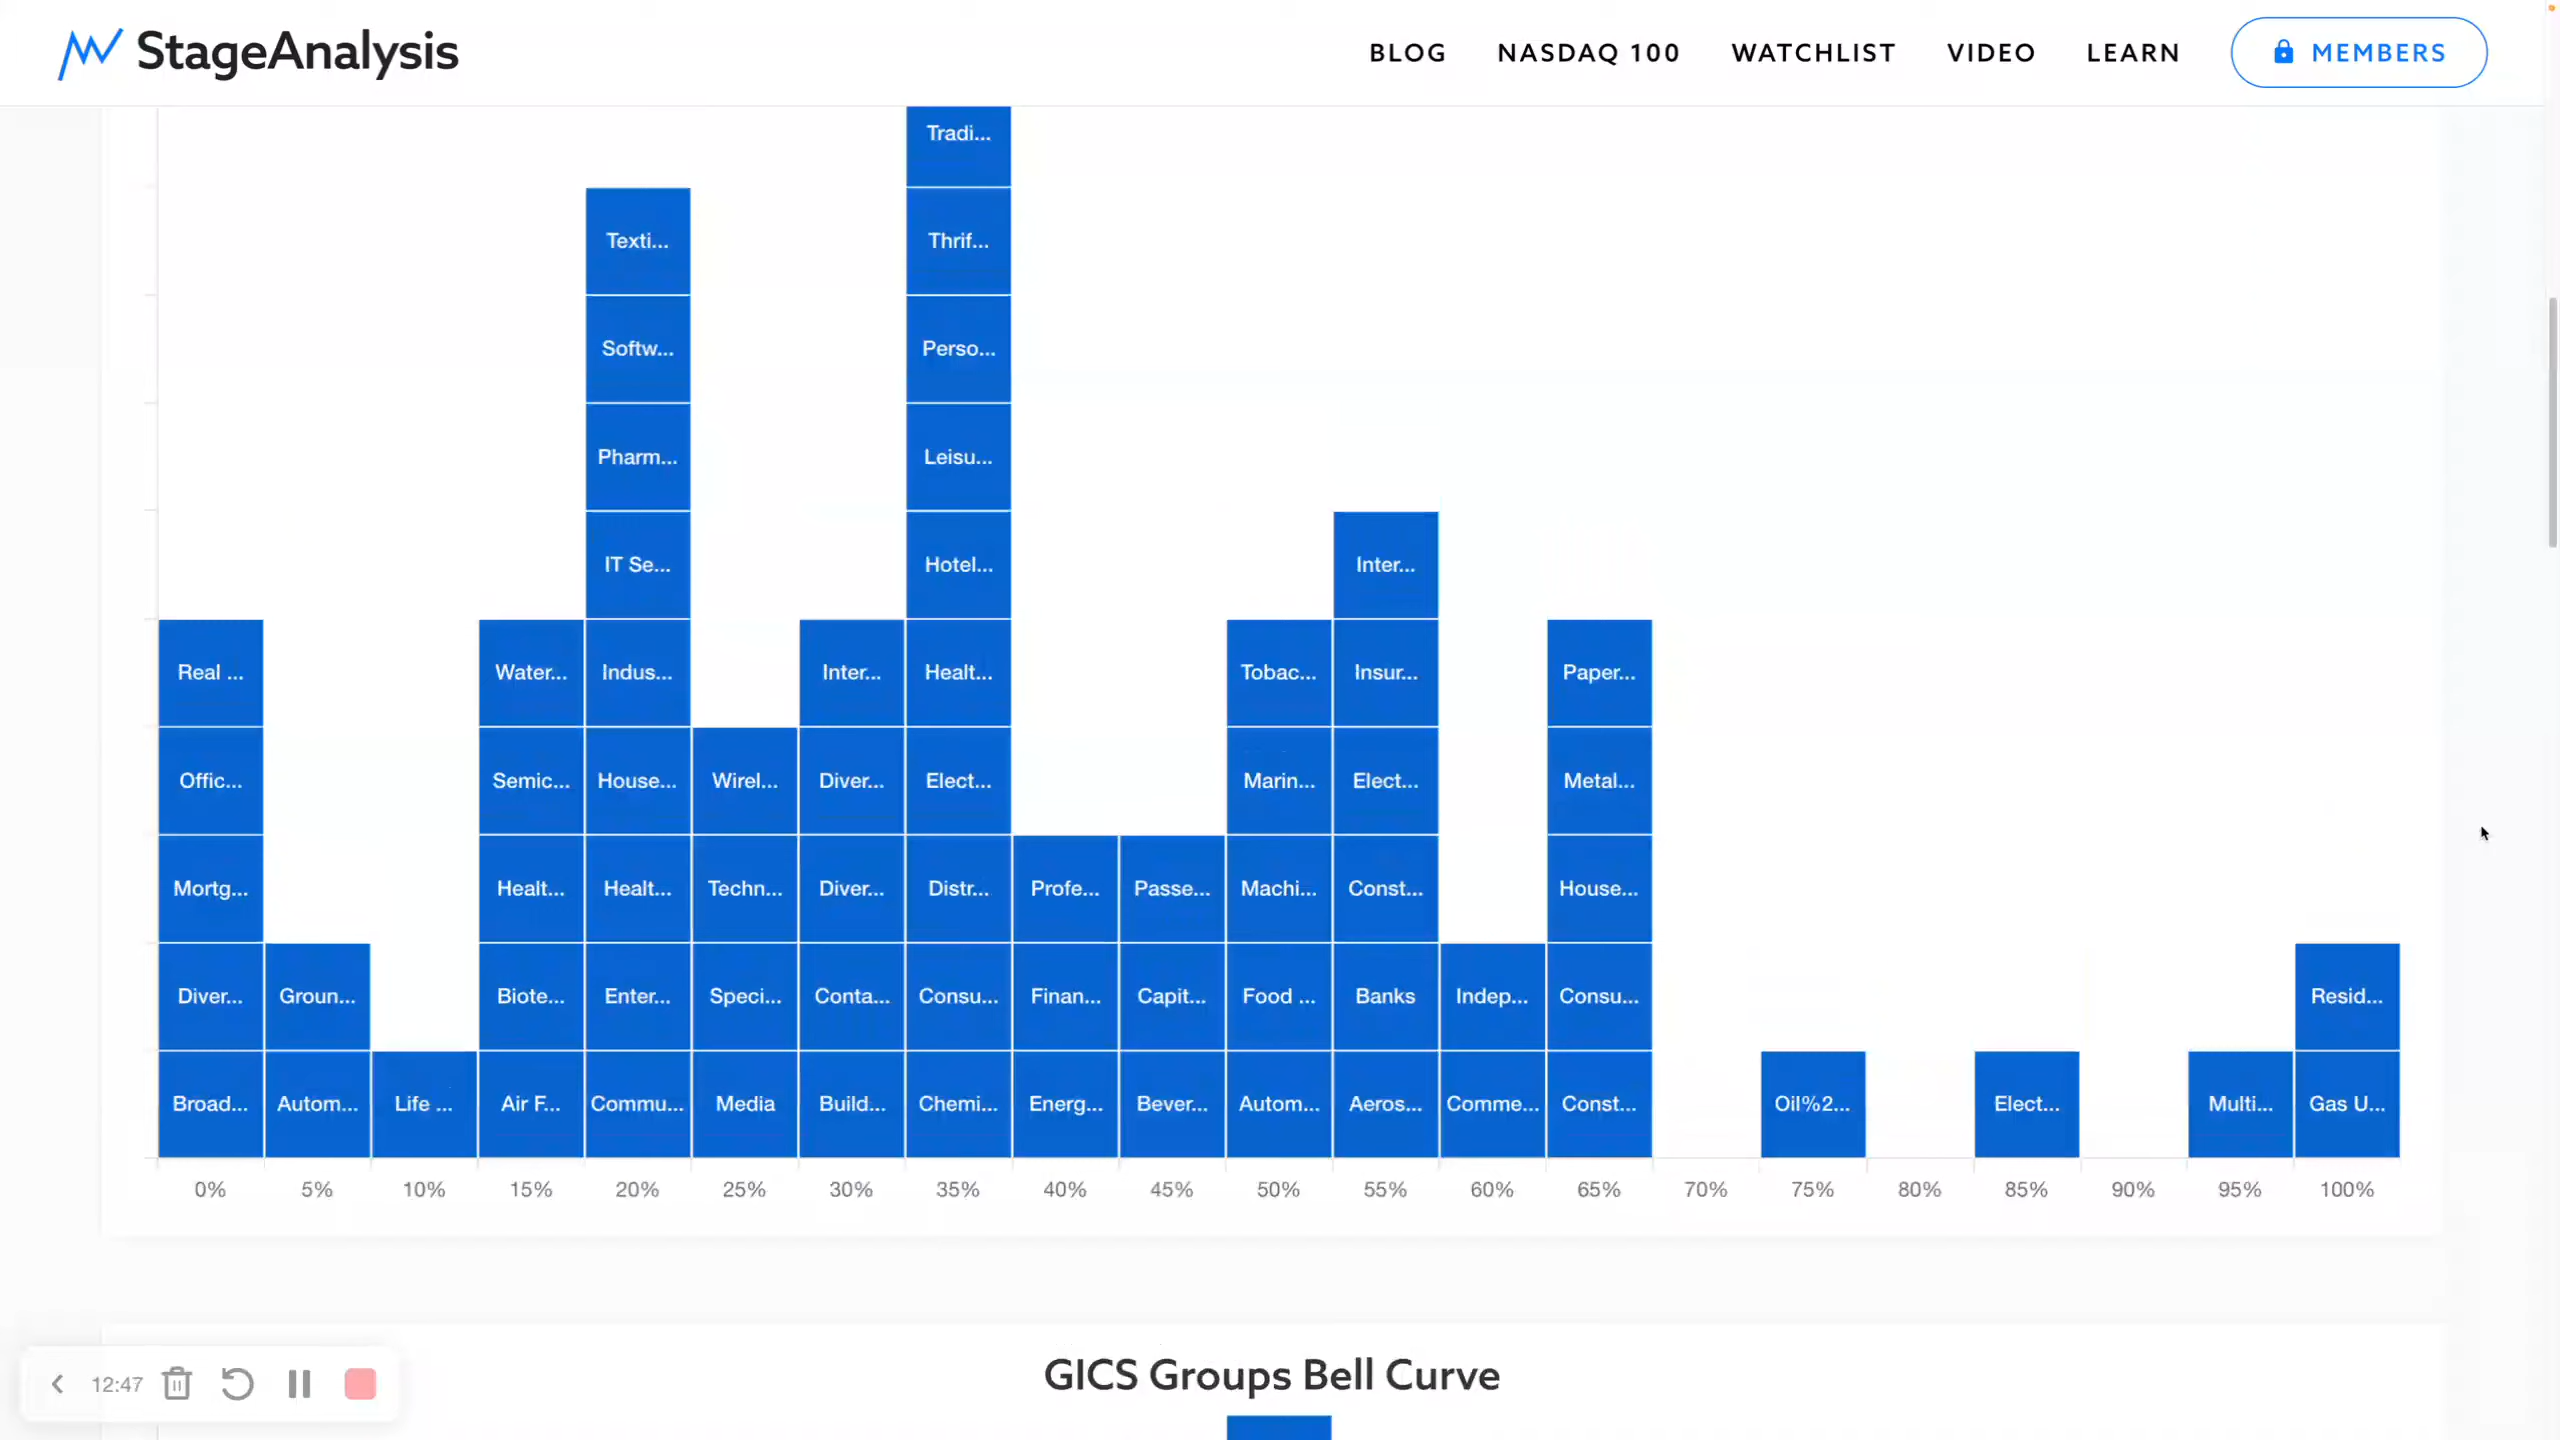 StageAnalysis
BLOG NASDAQ 100 WATCHLIST VIDEO LEARN MEMBERS
Tradi...
Texti... Thrif...
Softw... Perso...
Pharm... Leisu...
IT Se... Hotel... Inter...
Real ... Water... Indus... Inter... Healt... Tobac... Insur... Paper...
Offic... Semic... House... Wirel... Diver... Elect... Marin... Elect... Metal...
Mortg... Healt... Healt... Techn... Diver... Distr... Profe... Passe... Machi... Const... House...
Diver... Groun... Biote... Enter... Speci... Conta... Consu... Finan... Capit... Food ... Banks Indep... Consu... Resid...
Broad... Autom... Life ... Air F... Commu... Media Build... Chemi... Energ... Bever... Autom... Aeros... Comme... Const... Oil%2... Elect... Multi... Gas U...
0% 5% 10% 15% 20% 25% 30% 35% 40% 45% 50% 55% 60% 65% 70% 75% 80% 85% 90% 95% 100%
GICS Groups Bell Curve
12:47